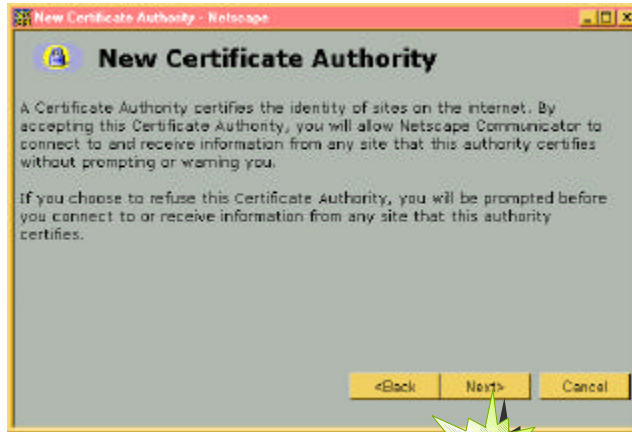 New Certificate Authority - Netscape
New Certificate Authority
A Certificate Authority certifies the identity of sites on the internet. By
accepting this Certificate Authority, you will allow Netscape Communicator to
connect to and receive information from any site that this authority certifies
without prompting or warning you.
If you choose to refuse this Certificate Authority, you will be prompted before
you connect to or receive information from any site that this authority
certifies.
<Back Next> Cancel